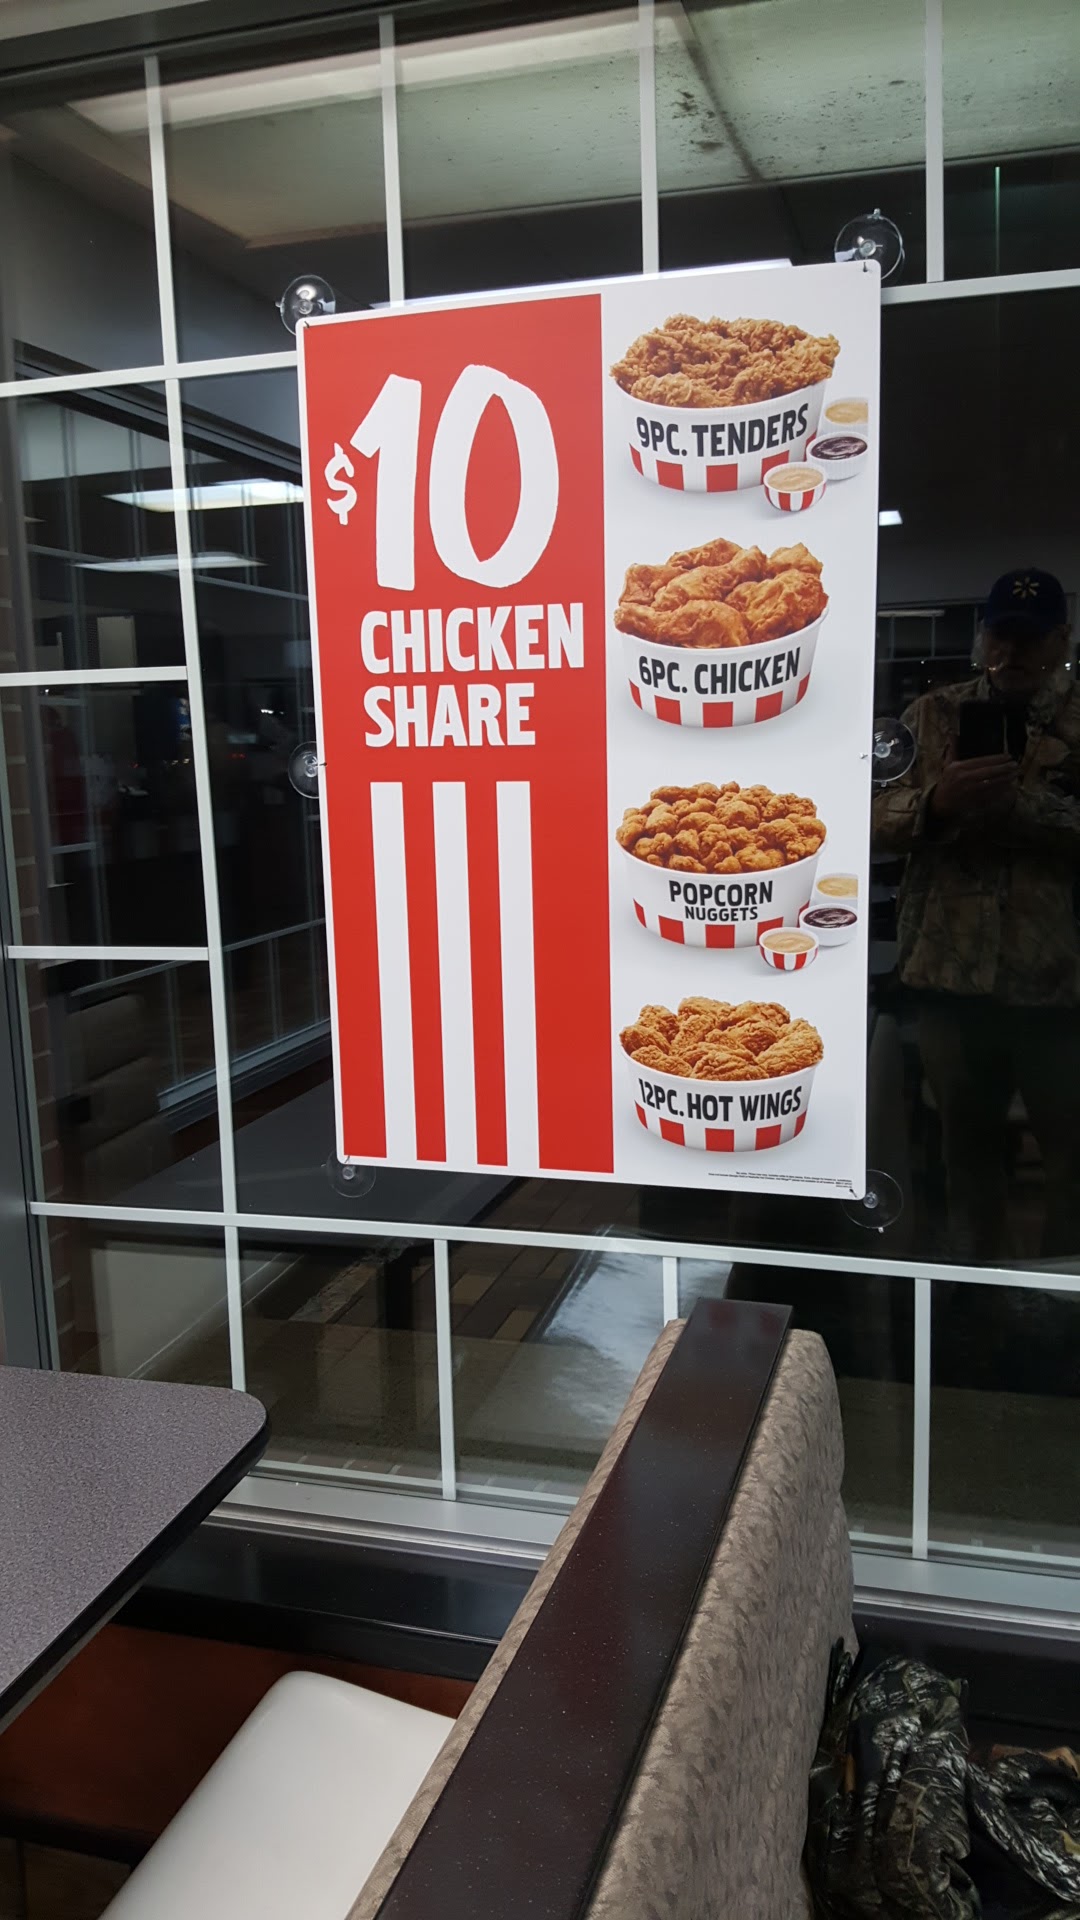 $10
CHICKEN
SHARE
9PC. TENDERS
6PC. CHICKEN
POPCORN
NUGGETS
12PC. HOT WINGS